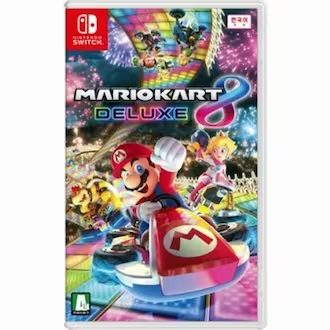 NINTENDO
SWITCH
한국어
MARIOKART 8
DELUXE
M
M